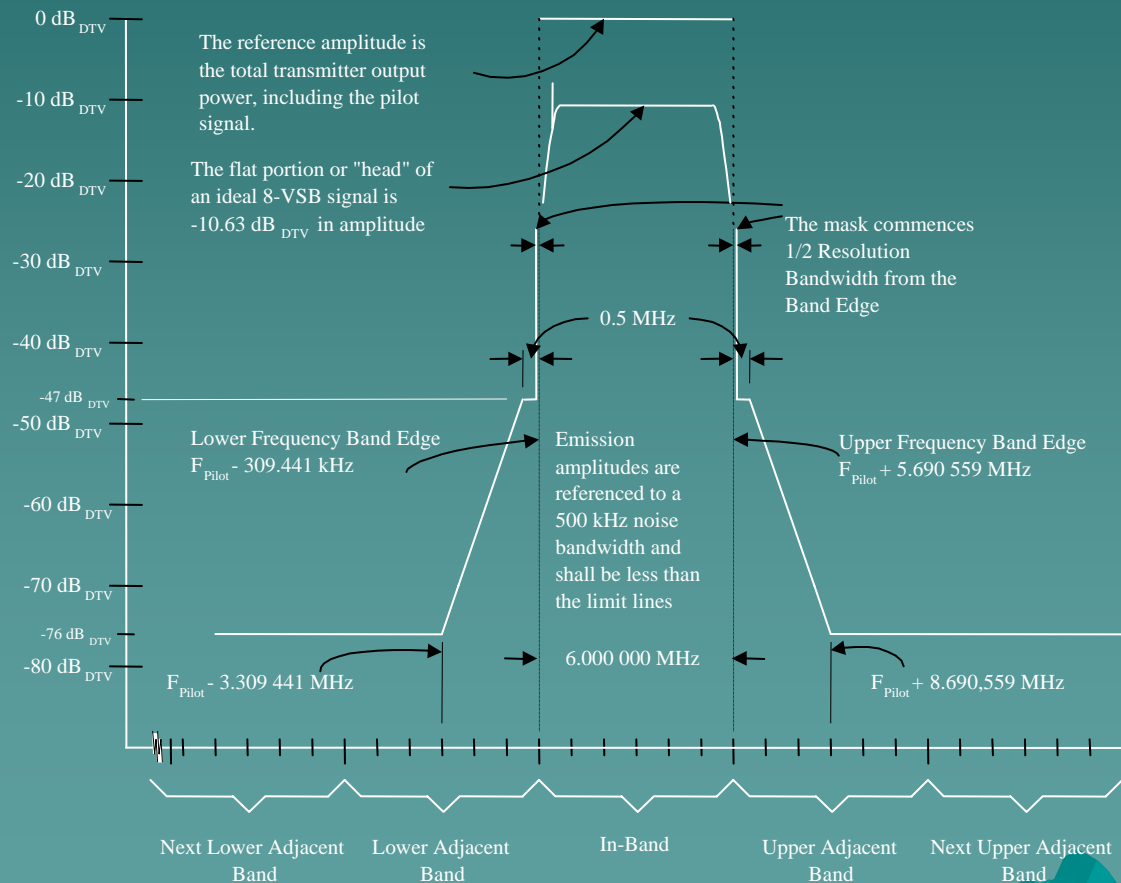 0 dB DTV
-10 dB DTV
-20 dB DTV
-30 dB DTV
-40 dB DTV
-47 dB DTV
-50 dB DTV
-60 dB DTV
-70 dB DTV
-76 dB DTV
-80 dB DTV
The reference amplitude is
the total transmitter output
power, including the pilot
signal.
The flat portion or "head" of
an ideal 8-VSB signal is
-10.63 dB DTV in amplitude
The mask commences
1/2 Resolution
Bandwidth from the
Band Edge
0.5 MHz
Lower Frequency Band Edge
FPilot - 309.441 kHz
Emission
amplitudes are
referenced to a
500 kHz noise
bandwidth and
shall be less than
the limit lines
Upper Frequency Band Edge
FPilot + 5.690 559 MHz
FPilot - 3.309 441 MHz
6.000 000 MHz
FPilot + 8.690,559 MHz
Next Lower Adjacent
Band
Lower Adjacent
Band
In-Band
Upper Adjacent
Band
Next Upper Adjacent
Band